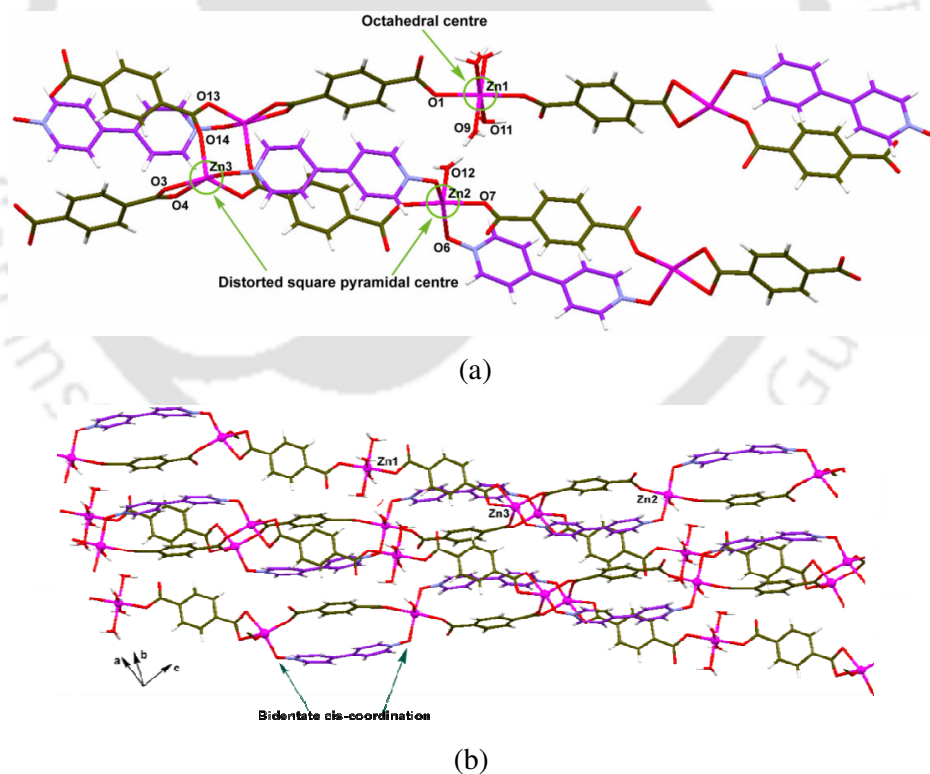 Octahedral centre
O13
Zn1
O1
O14
O9
O11
Zn3
O12
O3
Zn2
O7
O4
O6
Distorted square pyramidal centre
(a)
Zn1
Zn2
Zn3
a
b
c
Bidentate cis-coordination
(b)